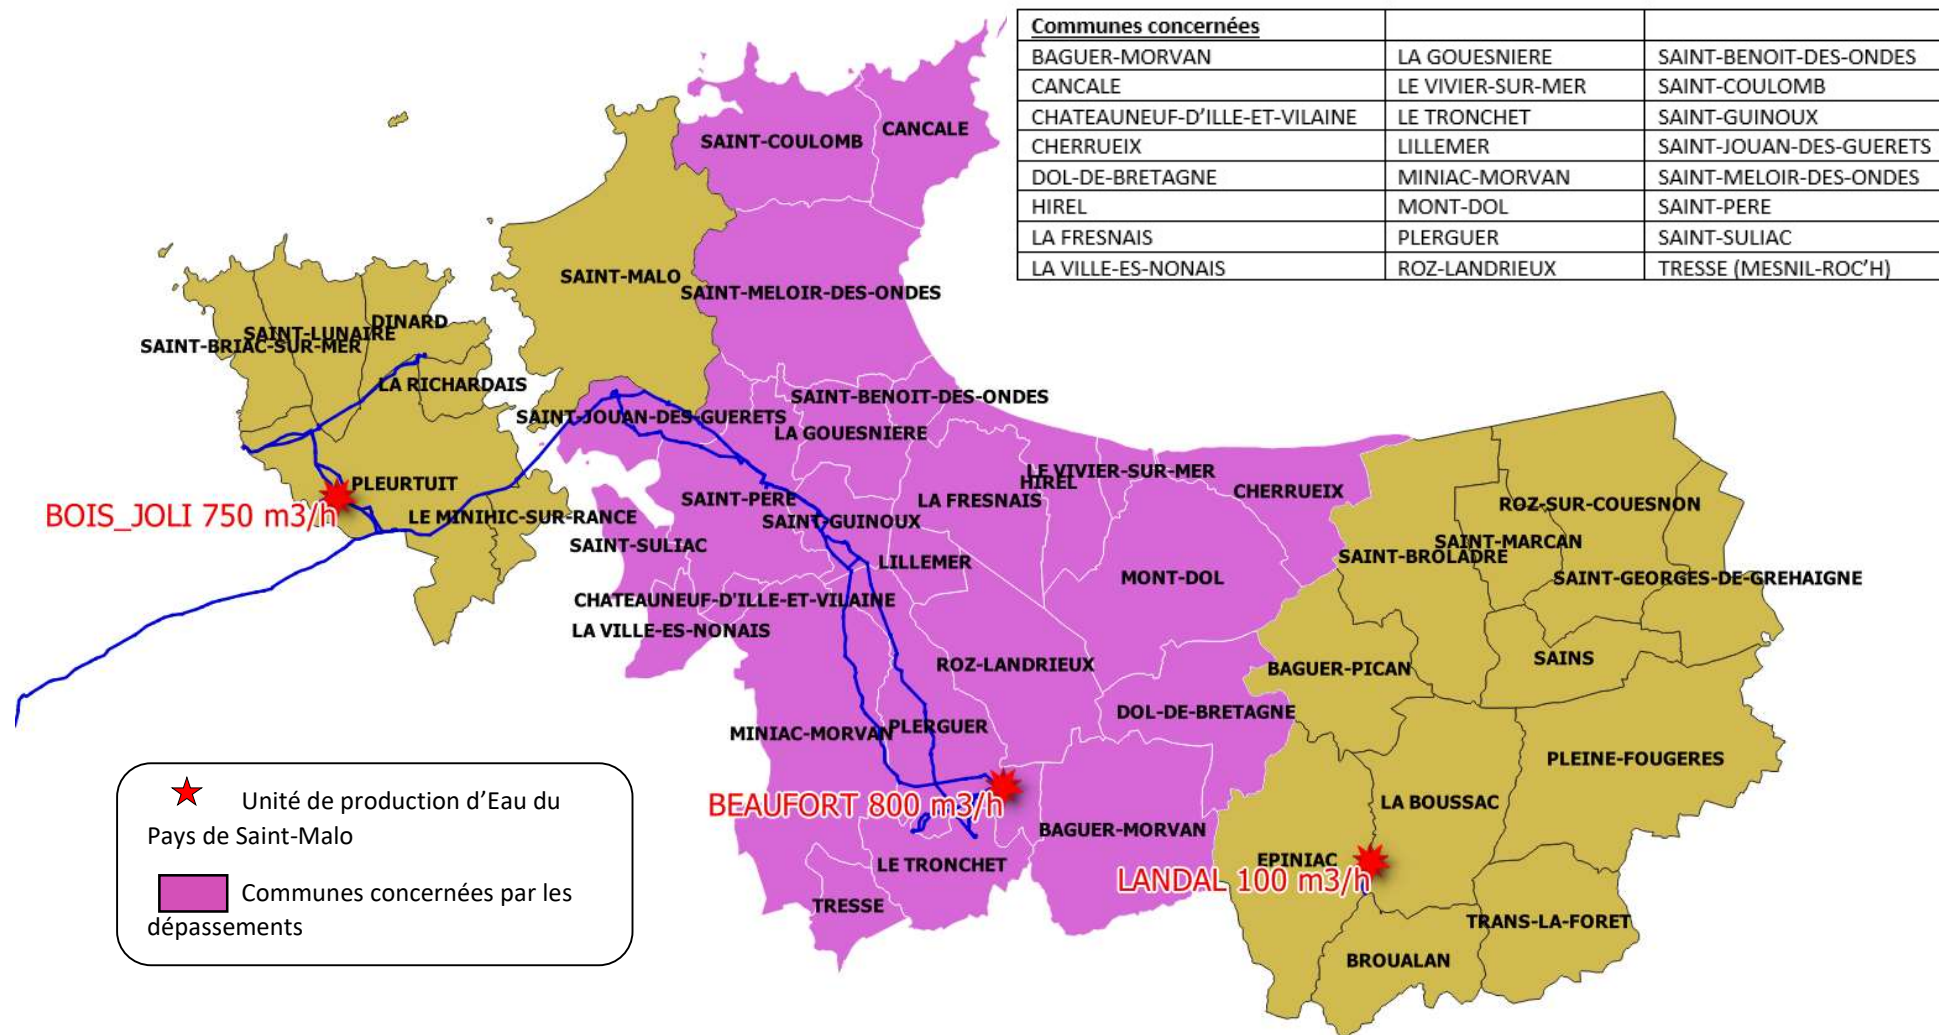 Communes concernées
BAGUER-MORVAN LA GOUESNIERE SAINT-BENOIT-DES-ONDES
CANCALE LE VIVIER-SUR-MER SAINT-COULOMB
CHATEAUNEUF-D’ILLE-ET-VILAINE LE TRONCHET SAINT-GUINOUX
CHERRUEIX LILLEMER SAINT-JOUAN-DES-GUERETS
DOL-DE-BRETAGNE MINIAC-MORVAN SAINT-MELOIR-DES-ONDES
HIREL MONT-DOL SAINT-PERE
LA FRESNAIS PLERGUER SAINT-SULIAC
LA VILLE-ES-NONAIS ROZ-LANDRIEUX TRESSE (MESNIL-ROC’H)
CANCALE
SAINT-COULOMB
SAINT-MALO
SAINT-MELOIR-DES-ONDES
DINARD
SAINT-LUNAIRE
SAINT-BRIAC-SUR-MER
LA RICHARDAIS
SAINT-BENOIT-DES-ONDES
SAINT-JOUAN-DES-GUERETS
LA GOUESNIERE
LE VIVIER-SUR-MER
HIREL
CHERRUEIX
PLEURTUIT
SAINT-PERE
LA FRESNAIS
ROZ-SUR-COUESNON
BOIS_JOLI 750 m3/h
LE MINIHIC-SUR-RANCE
SAINT-GUINOUX
SAINT-SULIAC
SAINT-MARCAN
SAINT-BROLADRE
LILLEMER
MONT-DOL
SAINT-GEORGES-DE-GREHAIGNE
CHATEAUNEUF-D'ILLE-ET-VILAINE
LA VILLE-ES-NONAIS
ROZ-LANDRIEUX
BAGUER-PICAN
SAINS
DOL-DE-BRETAGNE
MINIAC-MORVAN
PLERGUER
PLEINE-FOUGERES
BEAUFORT 800 m3/h
LA BOUSSAC
BAGUER-MORVAN
LE TRONCHET
EPINIAC
LANDAL 100 m3/h
TRESSE
TRANS-LA-FORET
BROUALAN
Unité de production d’Eau du
Pays de Saint-Malo
Communes concernées par les
dépassements